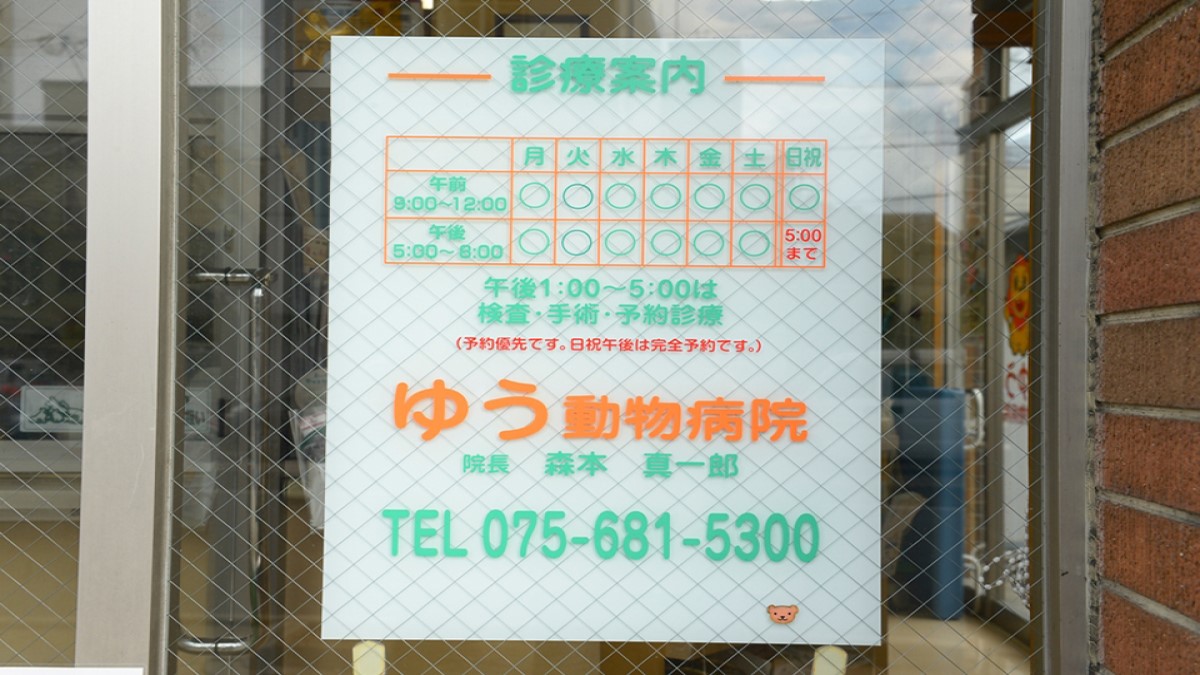 診療案内
月 火 水 木 金 土 日祝
午前
9:00~12:00 ○ ○ ○ ○ ○ ○ ○
午後
5:00~8:00 ○ ○ ○ ○ ○ ○ 5:00まで
午後1:00~5:00は
検査・手術・予約診療
(予約優先です。日祝午後は完全予約です。)
ゆう動物病院
院長 森本 真一郎
TEL 075-681-5300